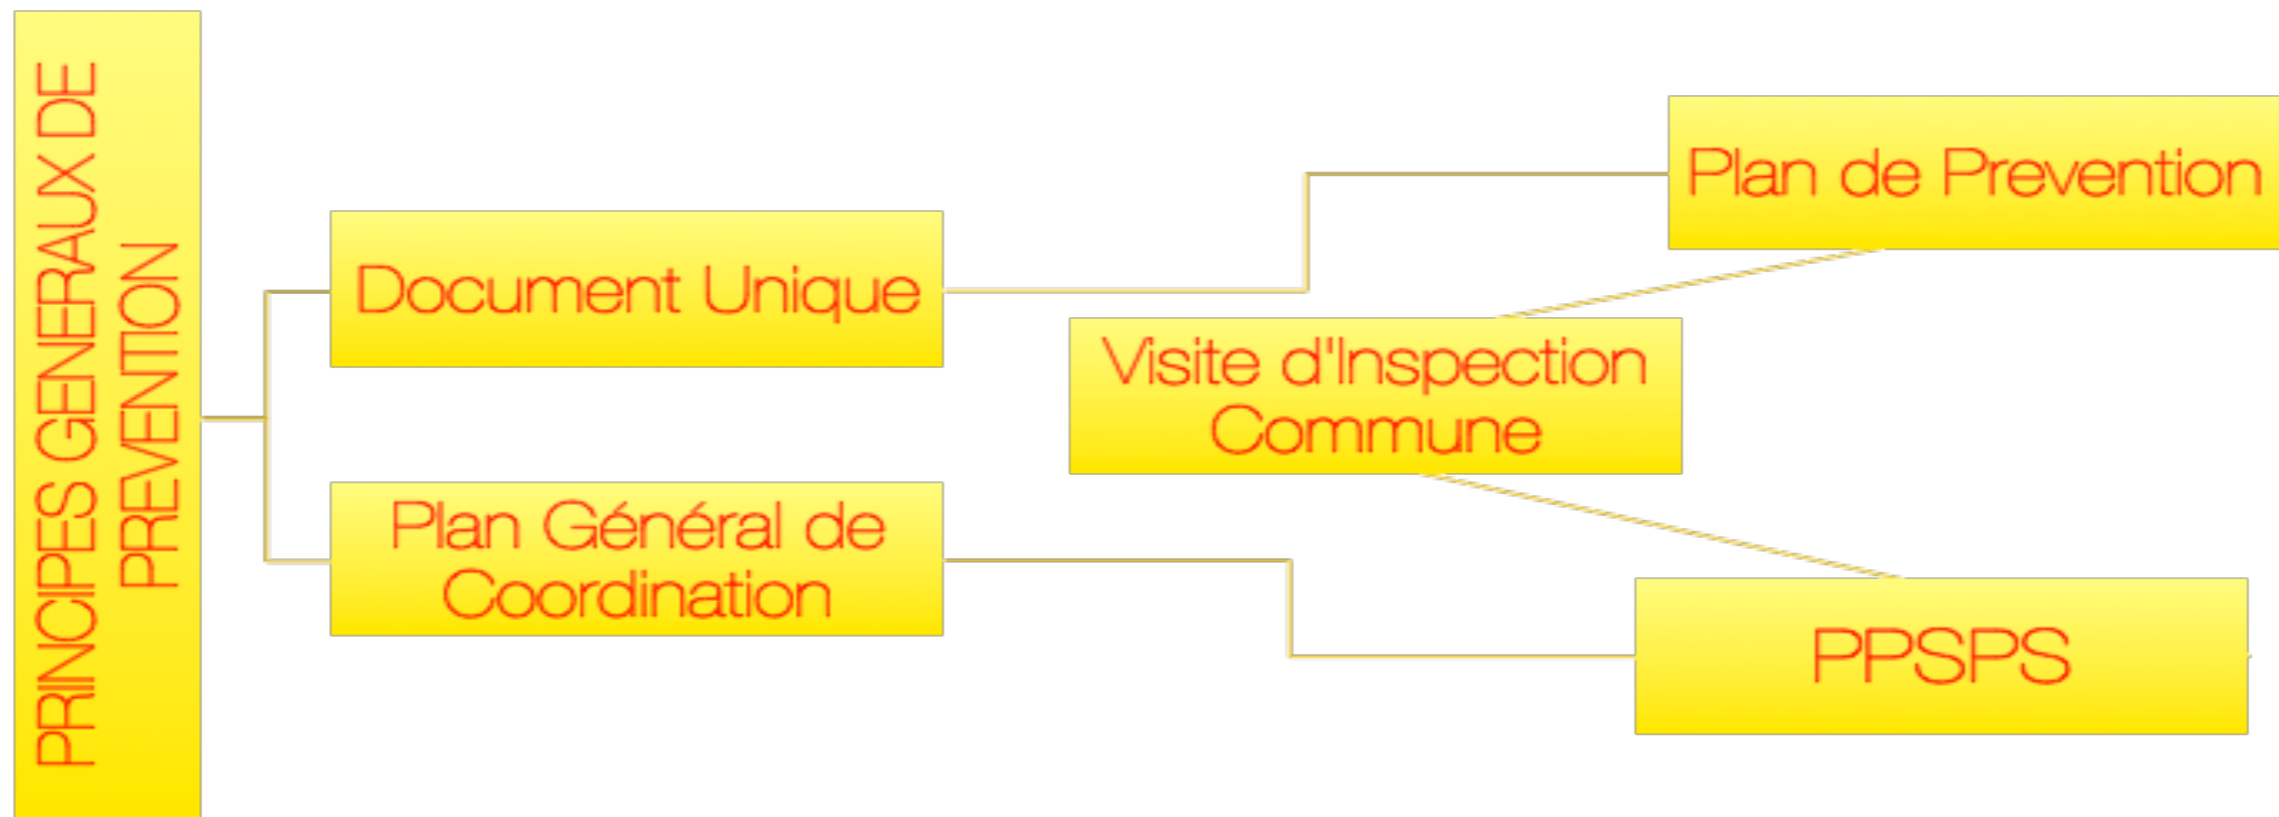 PRINCIPES GENERAUX DE
PREVENTION
Document Unique
Plan Général de
Coordination
Visite d'Inspection
Commune
Plan de Prevention
PPSPS